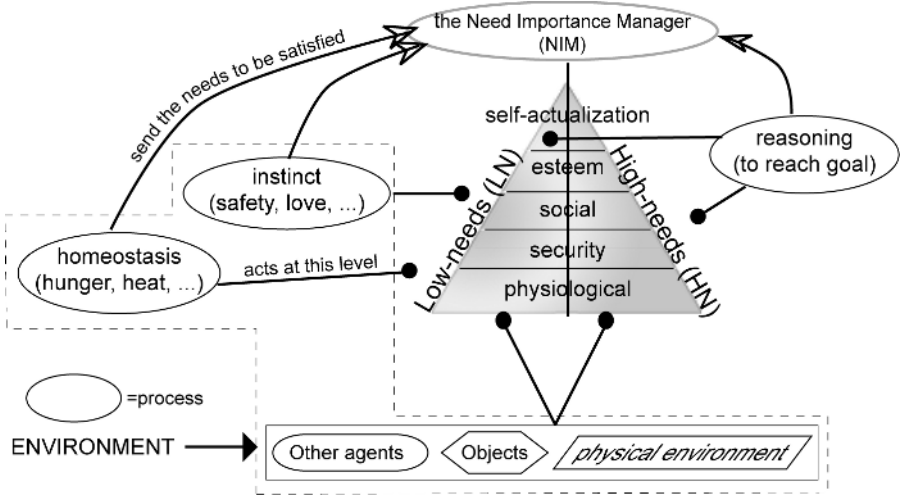 the Need Importance Manager
(NIM)
send the needs to be satisfied
self-actualization
reasoning
(to reach goal)
instinct
(safety, love, ...)
esteem
Low-needs (LN)
High-needs (HN)
social
homeostasis
(hunger, heat, ...)
acts at this level
security
physiological
=process
ENVIRONMENT
Other agents
Objects
physical environment